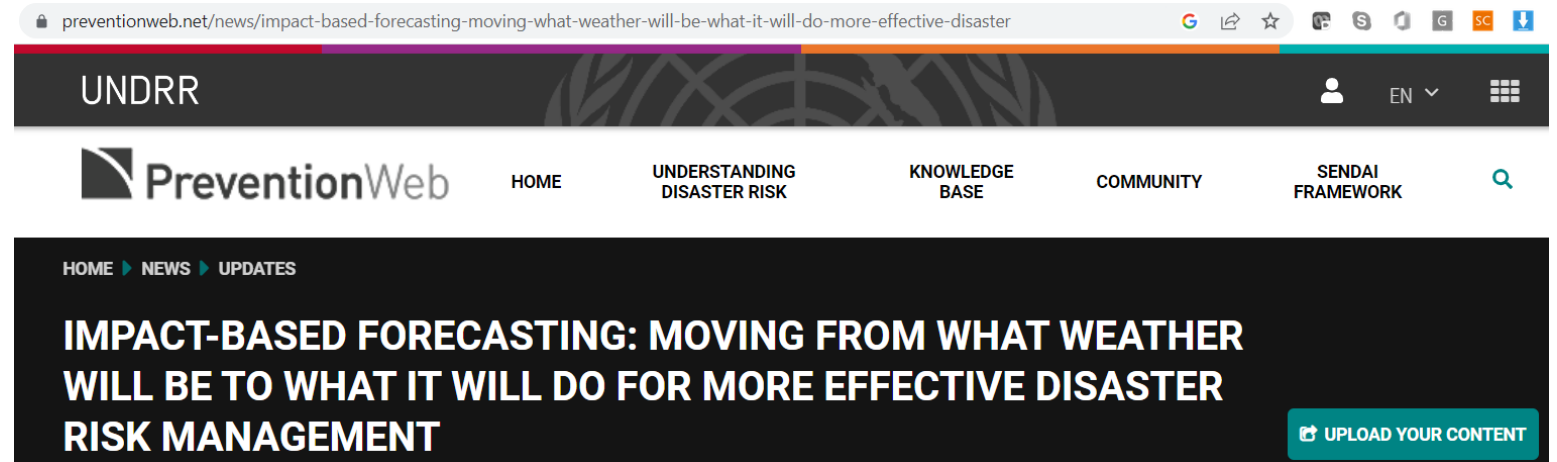 preventionweb.net/news/impact-based-forecasting-moving-what-weather-will-be-what-it-will-do-more-effective-disaster
G SC
UNDRR
EN
PreventionWeb
HOME
UNDERSTANDING
DISASTER RISK
KNOWLEDGE
BASE
COMMUNITY
SENDAI
FRAMEWORK
HOME NEWS UPDATES
IMPACT-BASED FORECASTING: MOVING FROM WHAT WEATHER
WILL BE TO WHAT IT WILL DO FOR MORE EFFECTIVE DISASTER
RISK MANAGEMENT
UPLOAD YOUR CONTENT